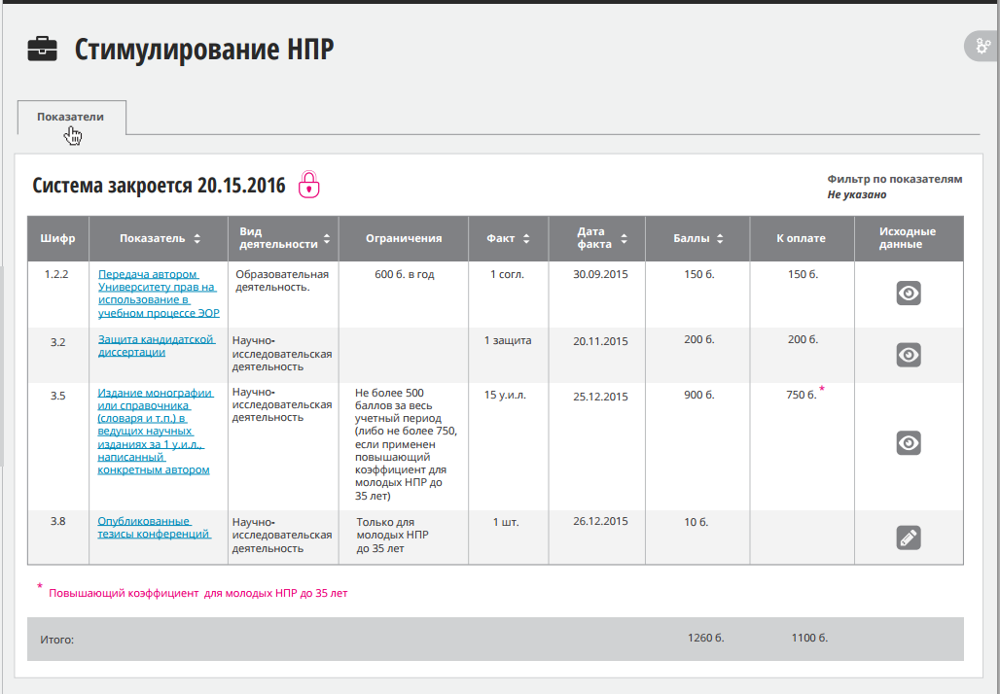 Стимулирование НПР
Показатели
Система закроется 20.15.2016
Фильтр по показателям
Не указано
Шифр
Показатель
Вид
деятельности
Ограничения
Факт
Дата
факта
Баллы
К оплате
Исходные
данные
1.2.2
Передача автором
Университету прав на
использование в
учебном процессе ЭОР
Образовательная
деятельность.
600 б. в год
1 согл.
30.09.2015
150 б.
150 б.
3.2
Защита кандидатской
диссертации
Научно-
исследовательская
деятельность
1 защита
20.11.2015
200 б.
200 б.
3.5
Издание монографии
или справочника
(словаря и т.п.) в
ведущих научных
изданиях за 1 у.и.л.,
написанный
конкретным автором
Научно-
исследовательская
деятельность
Не более 500
баллов за весь
учетный период
(либо не более 750,
если применен
повышающий
коэффициент для
молодых НПР до
35 лет)
15 у.и.л.
25.12.2015
900 б.
750 б. *
3.8
Опубликованные
тезисы конференций
Научно-
исследовательская
деятельность
Только для
молодых НПР
до 35 лет
1 шт.
26.12.2015
10 б.
* Повышающий коэффициент для молодых НПР до 35 лет
Итого:
1260 б.
1100 б.